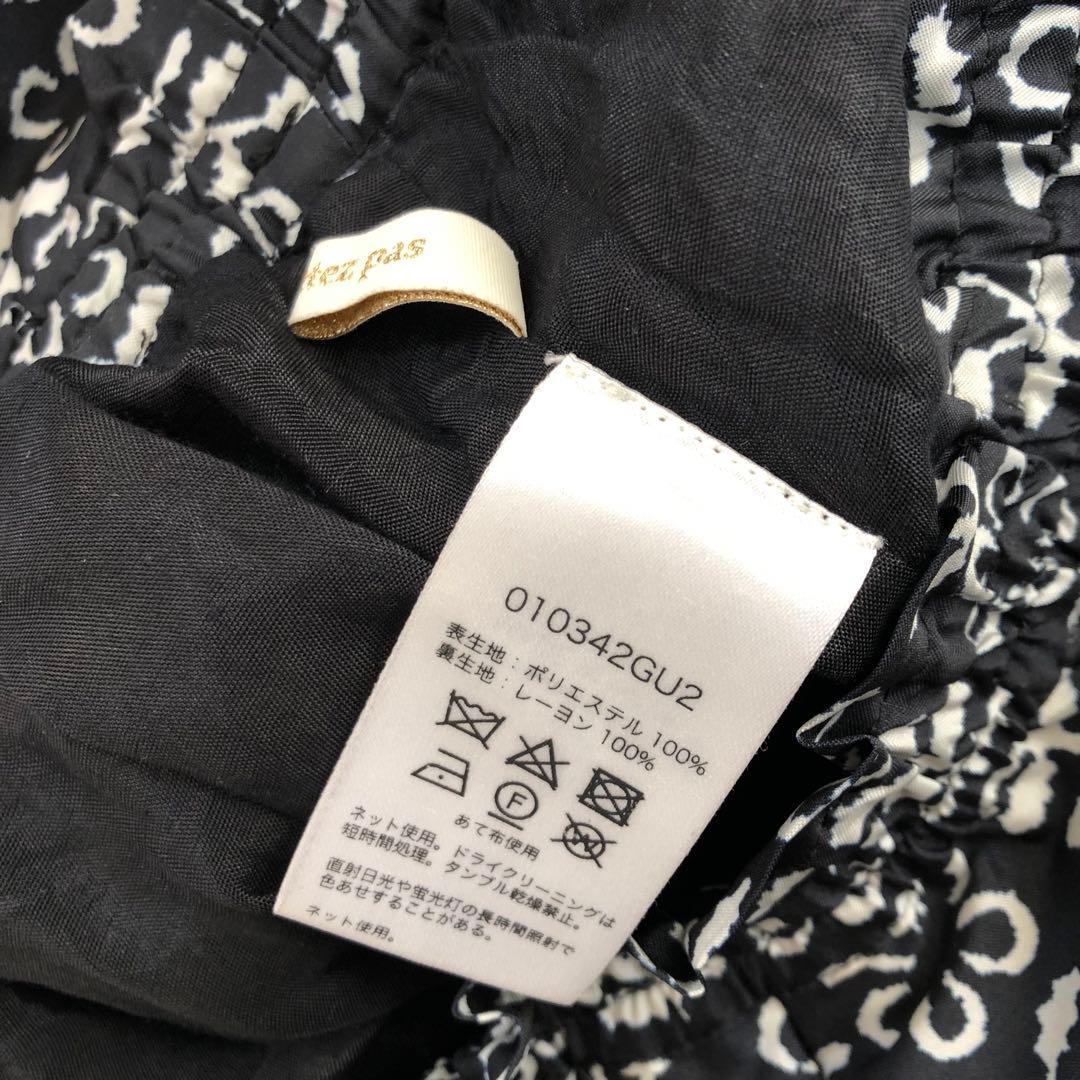 tez pas
010342GU2
表生地：ポリエステル 100%
裏生地：レーヨン 100%
F
あて布使用
ネット使用。ドライクリーニングは
短時間処理。タンブル乾燥禁止。
直射日光や蛍光灯の長時間照射で
色あせすることがある。
ネット使用。